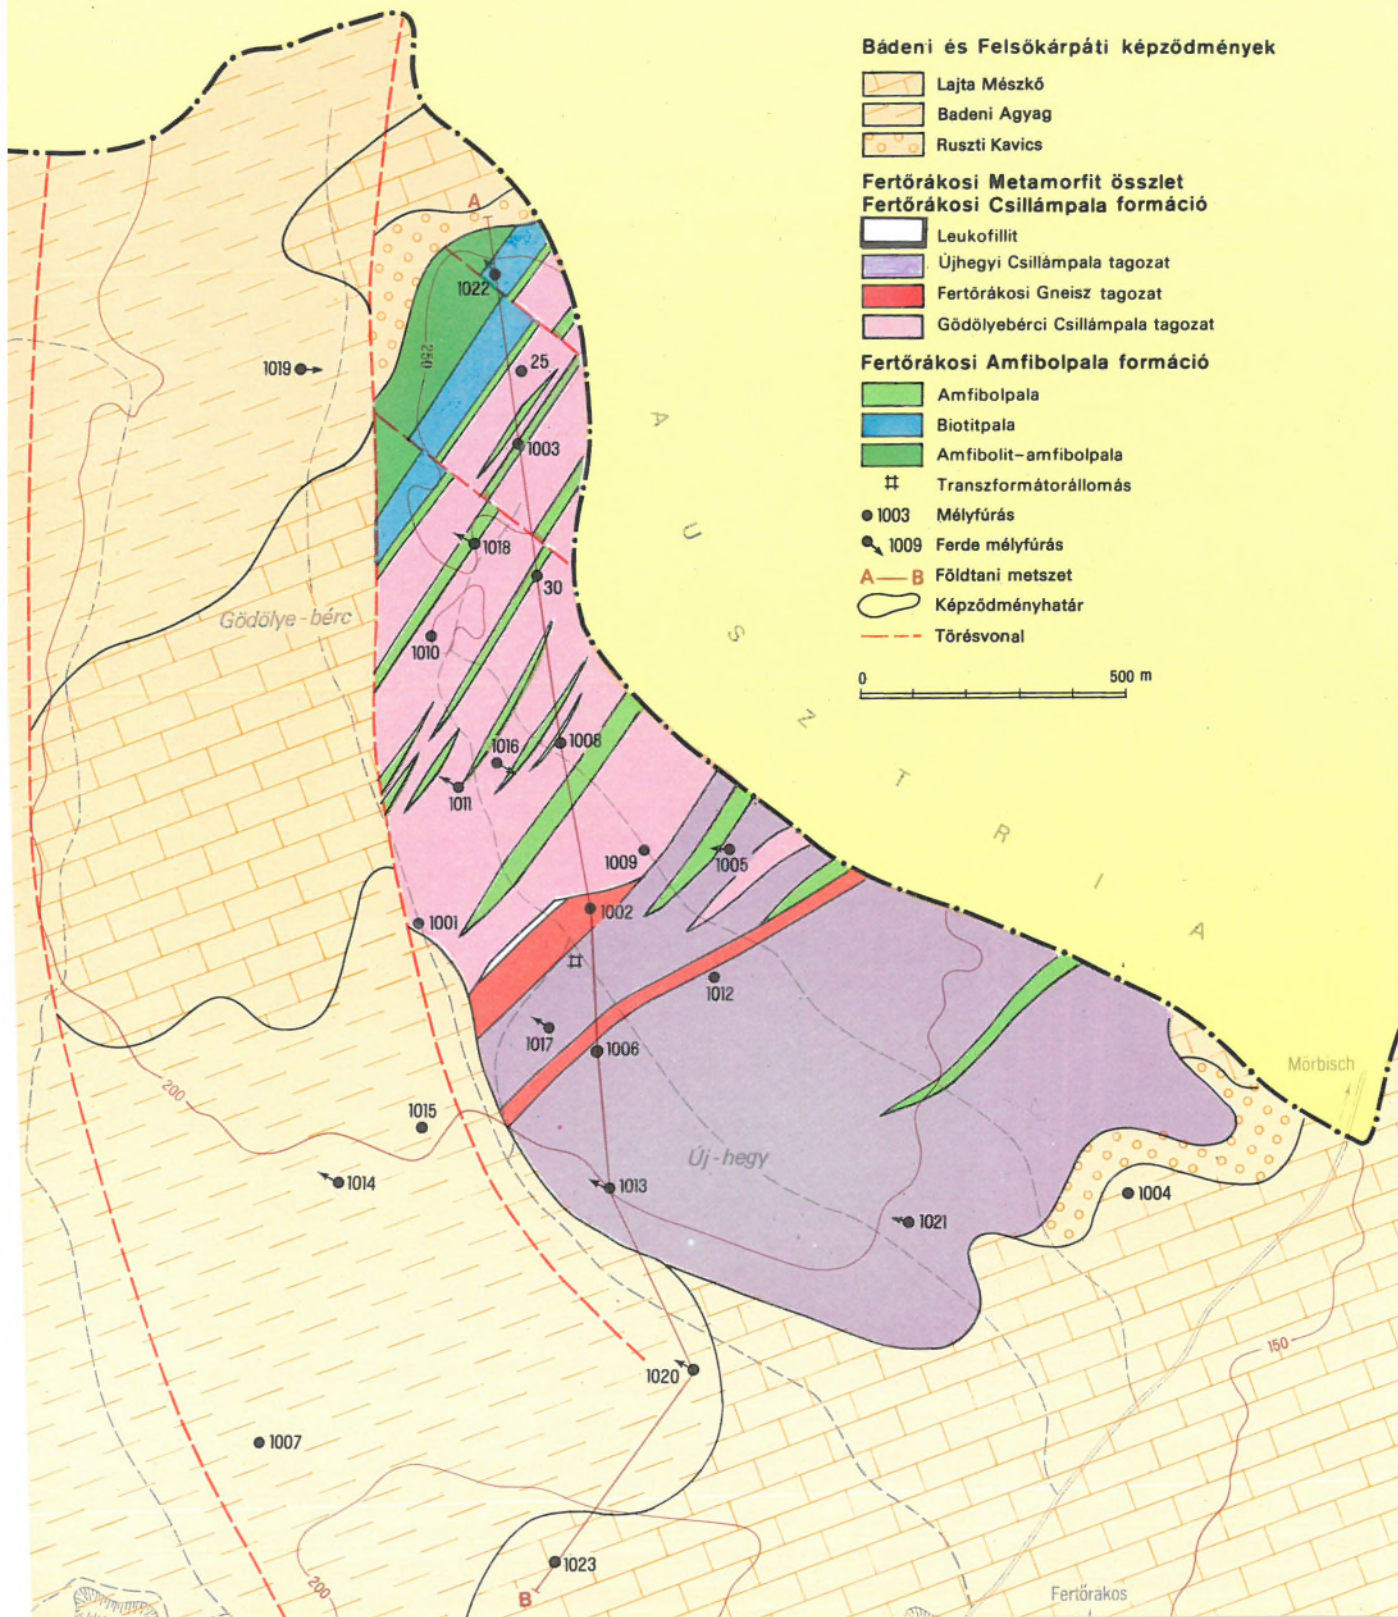 Bádeni és Felsőkárpáti képződmények
Lajta Mészkő
Badeni Agyag
Ruszti Kavics
Fertőrákosi Metamorfit összlet
Fertőrákosi Csillámpala formáció
Leukofillit
Újhegyi Csillámpala tagozat
Fertőrákosi Gneisz tagozat
Gödölyebérci Csillámpala tagozat
Fertőrákosi Amfibolpala formáció
Amfibolpala
Biotitpala
Amfibolit–amfibolpala
Transzformátorállomás
1003 Mélyfúrás
1009 Ferde mélyfúrás
A — B Földtani metszet
Képződményhatár
Törésvonal
0 500 m
A
1022
250
1019
25
1003
1018
30
Gödölye-bérc
1010
1016
1008
1011
1009
1005
1001
1002
1012
1017
1006
AUSZTRIA
Mörbisch
200
1015
1014
Új-hegy
1013
1021
1004
1020
150
1007
1023
200
B
Fertőrakos